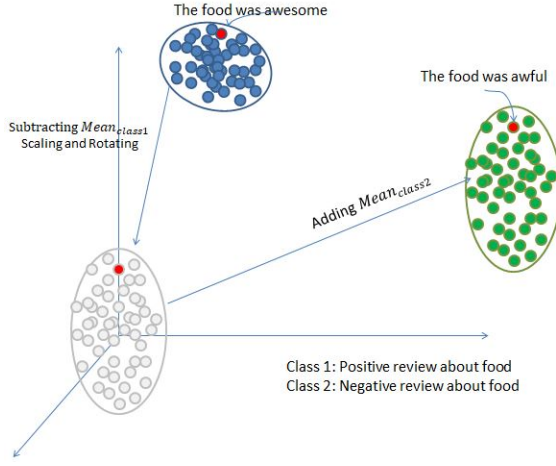 The food was awesome
The food was awful
Subtracting Mean_class1
Scaling and Rotating
Adding Mean_class2
Class 1: Positive review about food
Class 2: Negative review about food